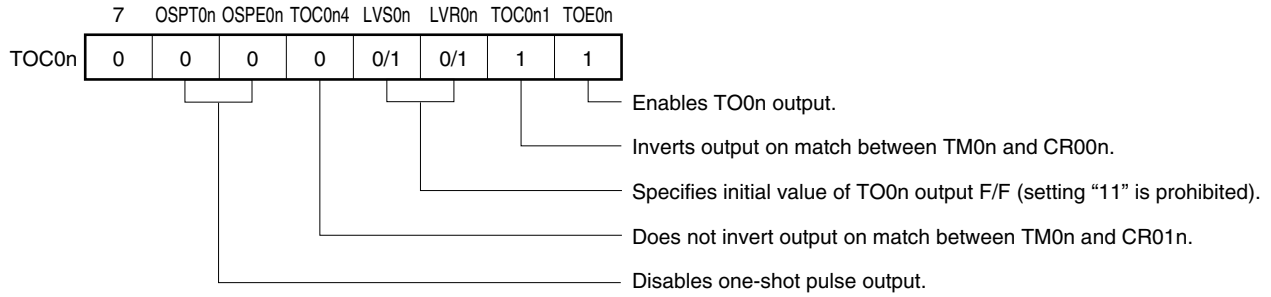 7 OSPT0n OSPE0n TOC0n4 LVS0n LVR0n TOC0n1 TOE0n
TOC0n 0 0 0 0 0/1 0/1 1 1
Enables TO0n output.
Inverts output on match between TM0n and CR00n.
Specifies initial value of TO0n output F/F (setting “11” is prohibited).
Does not invert output on match between TM0n and CR01n.
Disables one-shot pulse output.